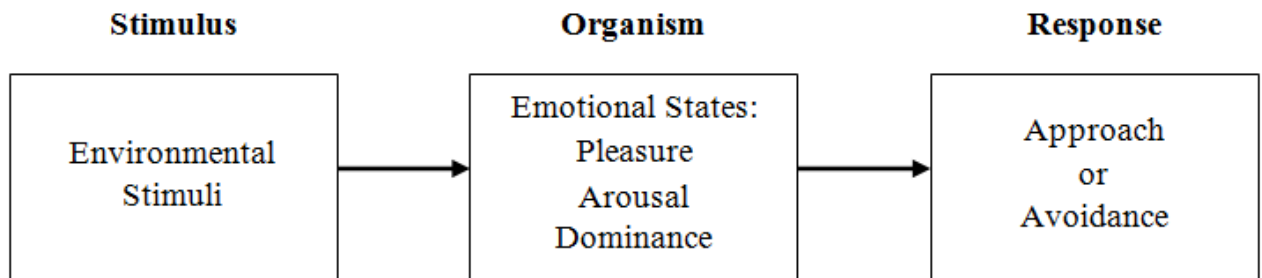 Stimulus
Organism
Response
Environmental
Stimuli
Emotional States:
Pleasure
Arousal
Dominance
Approach
or
Avoidance